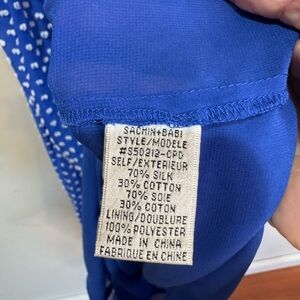 SACHIN+BABI
STYLE/MODELE
#S5D212-CPD
SELF/EXTERIEUR
70% SILK
30% COTTON
70% SOIE
30% COTON
LINING/DOUBLURE
100% POLYESTER
MADE IN CHINA
FABRIQUE EN CHINE